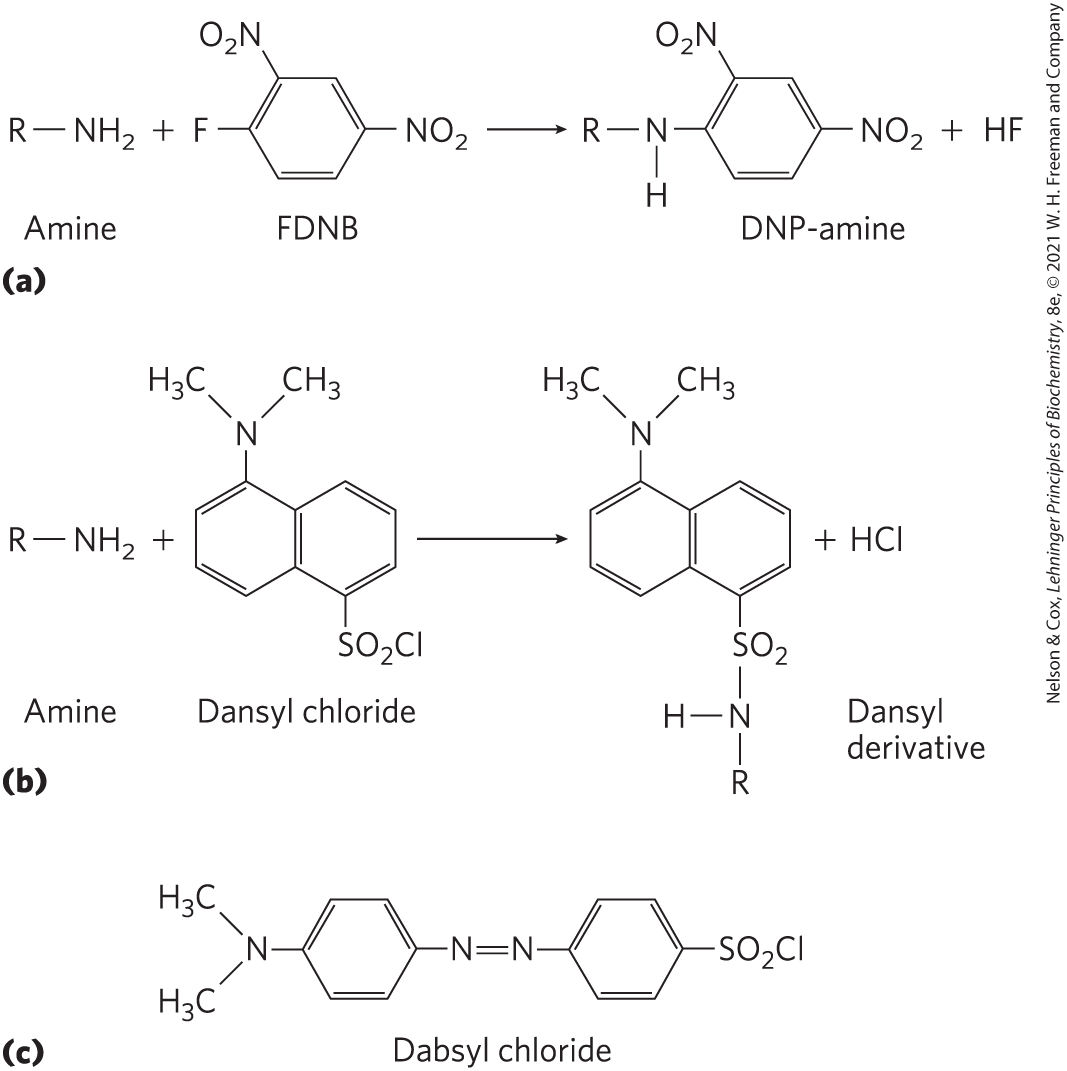 O₂N O₂N
R—NH₂ + F NO₂ R—N NO₂ + HF
H
Amine FDNB DNP-amine
(a)
H₃C CH₃ H₃C CH₃
N N
R—NH₂ + + HCl
SO₂Cl SO₂
H—N
Amine Dansyl chloride Dansyl
derivative
R
(b)
H₃C
N N=N SO₂Cl
H₃C
(c) Dabsyl chloride
Nelson & Cox, Lehninger Principles of Biochemistry, 8e, © 2021 W. H. Freeman and Company